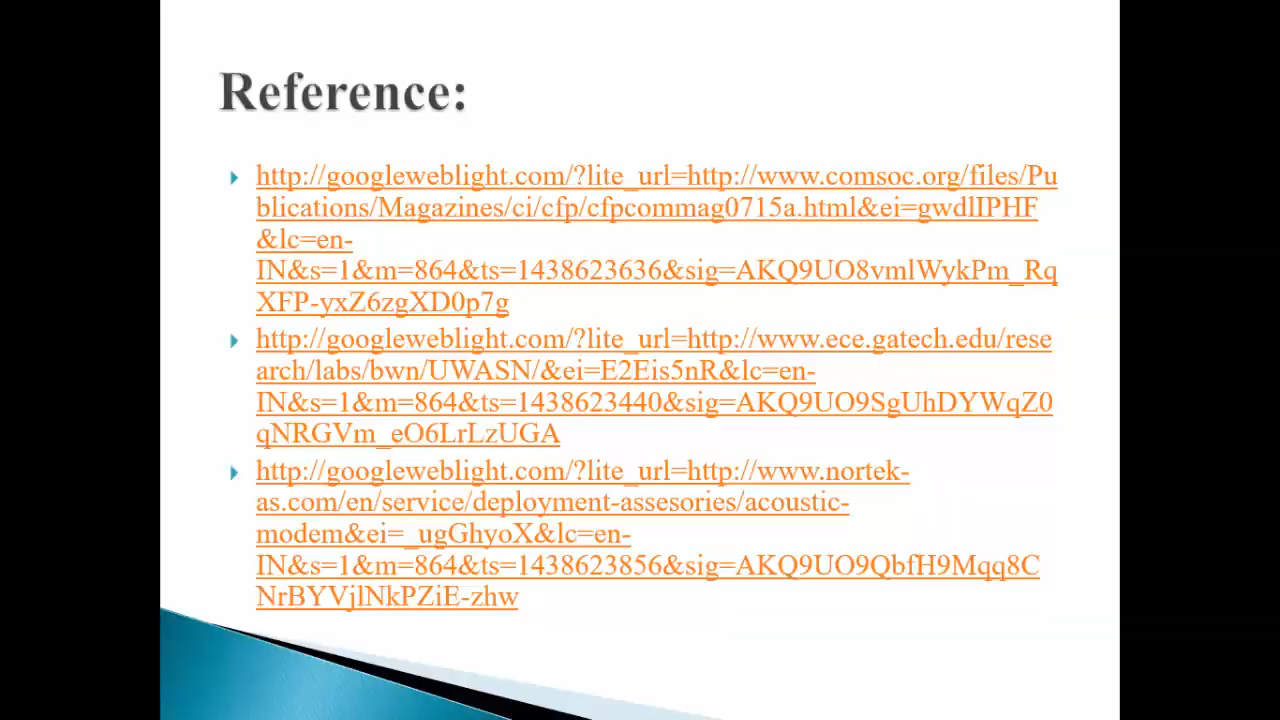 Reference:
http://googleweblight.com/?lite_url=http://www.comsoc.org/files/Pu
blications/Magazines/ci/cfp/cfpcommag0715a.html&ei=gwdlIPHF
&lc=en-
IN&s=1&m=864&ts=1438623636&sig=AKQ9UO8vmlWykPm_Rq
XFP-yxZ6zgXD0p7g
http://googleweblight.com/?lite_url=http://www.ece.gatech.edu/rese
arch/labs/bwn/UWASN/&ei=E2Eis5nR&lc=en-
IN&s=1&m=864&ts=1438623440&sig=AKQ9UO9SgUhDYWqZ0
qNRGVm_eO6LrLzUGA
http://googleweblight.com/?lite_url=http://www.nortek-
as.com/en/service/deployment-assesories/acoustic-
modem&ei=_ugGhyoX&lc=en-
IN&s=1&m=864&ts=1438623856&sig=AKQ9UO9QbfH9Mqq8C
NrBYVjlNkPZiE-zhw